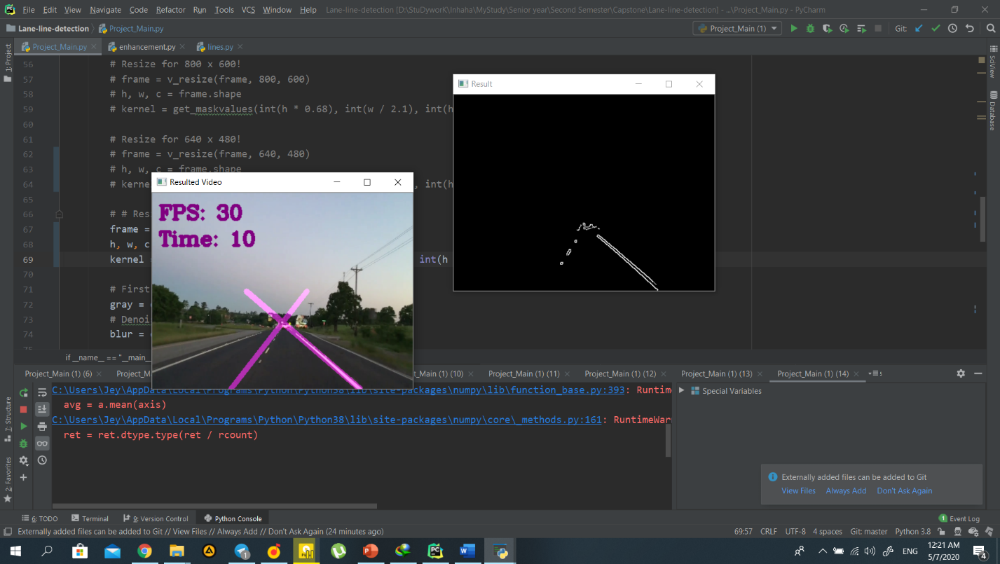 File Edit View Navigate Code Refactor Run Tools VCS Window Help Lane-line-detection [D:\StuDyworK\Inhaha\MyStudy\Senior year\Second Semester\Capstone\Lane-line-detection] - ...\Project_Main.py - PyCharm
Lane-line-detection Project_Main.py Project_Main (1) Git:
Project_Main.py enhancement.py lines.py
1: Project
SciView
Database
56 # Resize for 800 x 600!
57 # frame = v_resize(frame, 800, 600)
58 # h, w, c = frame.shape
59 # kernel = get_maskvalues(int(h * 0.68), int(w / 2.1), int(h
60
61 # Resize for 640 x 480!
62 # frame = v_resize(frame, 640, 480)
63 # h, w, c = frame.shape
64 # kerne , int(h
65
66 # # Res
67 frame =
68 h, w, c
69 kernel = int(h
70
71 # First
72 gray =
73 # Denoi
74 blur =
75
if __name__ == "__main_
Result
Resulted Video
FPS: 30
Time: 10
Project_Main (1) (6) Project_M t_Main (1) (10) Project_Main (1) (11) Project_Main (1) (12) Project_Main (1) (13) Project_Main (1) (14)
C:\Users\Jey\AppData\Local\Programs\Python\Python38\lib\site-packages\numpy\lib\function_base.py:393: Runtime
avg = a.mean(axis)
C:\Users\Jey\AppData\Local\Programs\Python\Python38\lib\site-packages\numpy\core\_methods.py:161: RuntimeWar
ret = ret.dtype.type(ret / rcount)
Special Variables
7: Structure
2: Favorites
Externally added files can be added to Git
View Files Always Add Don't Ask Again
6: TODO Terminal 9: Version Control Python Console 1 Event Log
Externally added files can be added to Git // View Files // Always Add // Don't Ask Again (24 minutes ago) 69:57 CRLF UTF-8 4 spaces Git: master Python 3.8
ENG 12:21 AM
5/7/2020 4